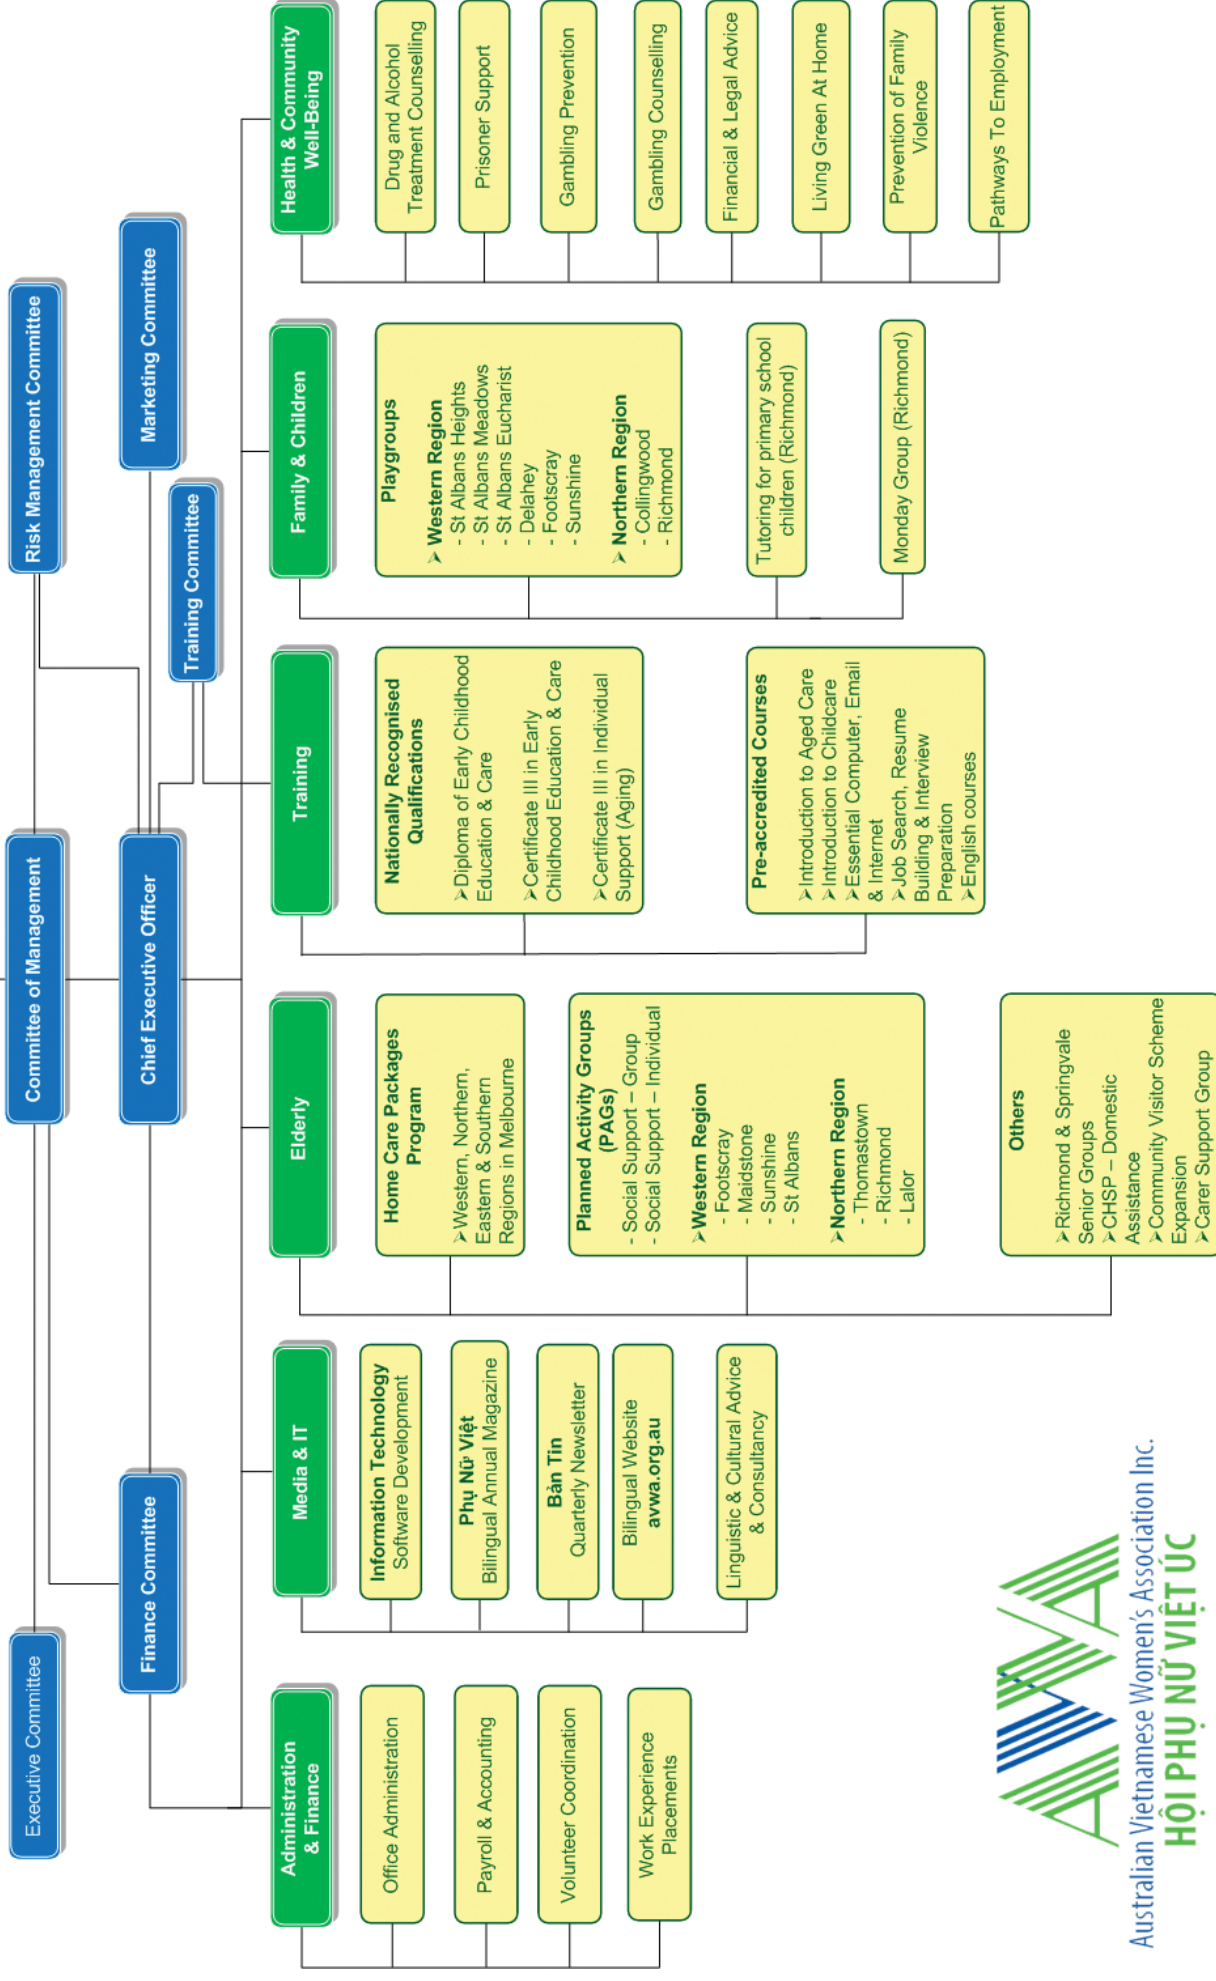 Committee of Management
Executive Committee
Risk Management Committee
Finance Committee
Chief Executive Officer
Marketing Committee
Training Committee
Administration
& Finance
Office Administration
Payroll & Accounting
Volunteer Coordination
Work Experience
Placements
Media & IT
Information Technology
Software Development
Phụ Nữ Việt
Bilingual Annual Magazine
Bản Tin
Quarterly Newsletter
Bilingual Website
avwa.org.au
Linguistic & Cultural Advice
& Consultancy
Elderly
Home Care Packages
Program
➢Western, Northern,
Eastern & Southern
Regions in Melbourne
Planned Activity Groups
(PAGs)
- Social Support – Group
- Social Support – Individual
➢Western Region
- Footscray
- Maidstone
- Sunshine
- St Albans
➢Northern Region
- Thomastown
- Richmond
- Lalor
Others
➢Richmond & Springvale
Senior Groups
➢CHSP – Domestic
Assistance
➢Community Visitor Scheme
Expansion
➢Carer Support Group
Training
Nationally Recognised
Qualifications
➢Diploma of Early Childhood
Education & Care
➢Certificate III in Early
Childhood Education & Care
➢Certificate III in Individual
Support (Aging)
Pre-accredited Courses
➢Introduction to Aged Care
➢Introduction to Childcare
➢Essential Computer, Email
& Internet
➢Job Search, Resume
Building & Interview
Preparation
➢English courses
Family & Children
Playgroups
➢ Western Region
- St Albans Heights
- St Albans Meadows
- St Albans Eucharist
- Delahey
- Footscray
- Sunshine
➢ Northern Region
- Collingwood
- Richmond
Tutoring for primary school
children (Richmond)
Monday Group (Richmond)
Health & Community
Well-Being
Drug and Alcohol
Treatment Counselling
Prisoner Support
Gambling Prevention
Gambling Counselling
Financial & Legal Advice
Living Green At Home
Prevention of Family
Violence
Pathways To Employment
AVWA
Australian Vietnamese Women's Association Inc.
HỘI PHỤ NỮ VIỆT ÚC